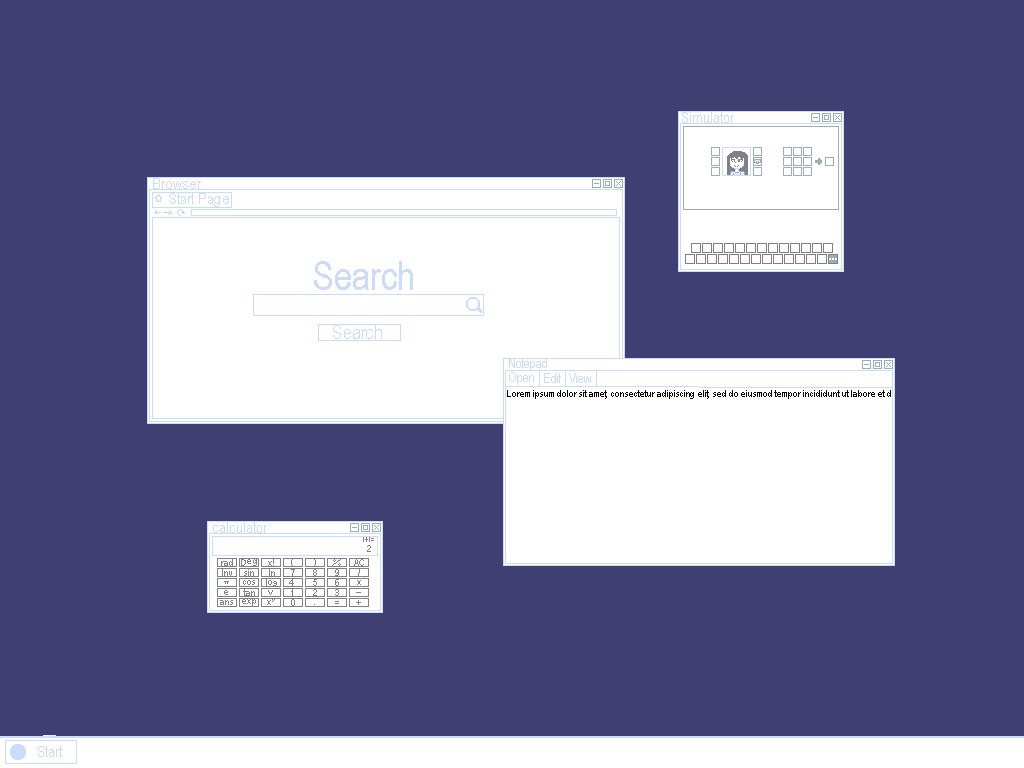 Simulator
Browser
Start Page
Search
Search
Notepad
Open Edit View
Lorem ipsum dolor sit amet, consectetur adipiscing elit, sed do eiusmod tempor incididunt ut labore et d
calculator
1+1=
2
rad Deg x! ( ) % AC
Inv sin ln 7 8 9 /
π cos log 4 5 6 x
e tan √ 1 2 3 -
ans exp xʸ 0 . = +
Start